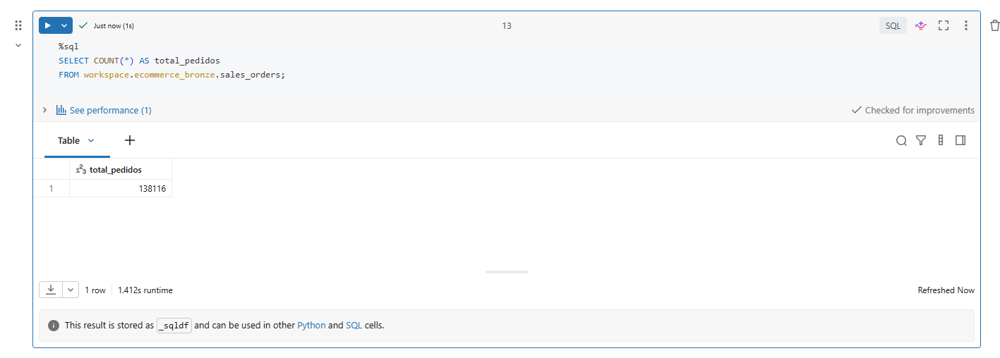 Just now (1s)
13
SQL
%sql
SELECT COUNT(*) AS total_pedidos
FROM workspace.ecommerce_bronze.sales_orders;
See performance (1)
Checked for improvements
Table
123 total_pedidos
1 138116
1 row
1.412s runtime
Refreshed Now
This result is stored as _sqldf and can be used in other Python and SQL cells.